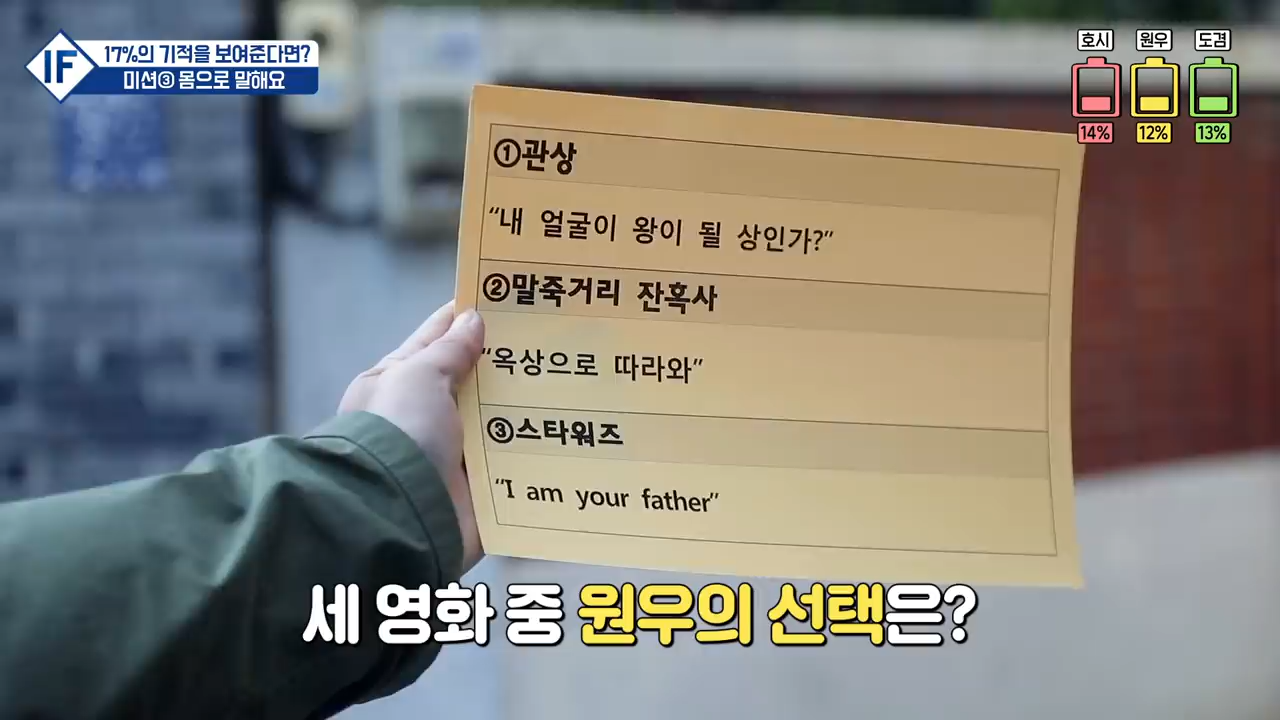 IF
17%의 기적을 보여준다면?
미션③ 몸으로 말해요
호시 원우 도겸
14% 12% 13%
①관상
“내 얼굴이 왕이 될 상인가?”
②말죽거리 잔혹사
“옥상으로 따라와”
③스타워즈
“I am your father”
세 영화 중 원우의 선택은?